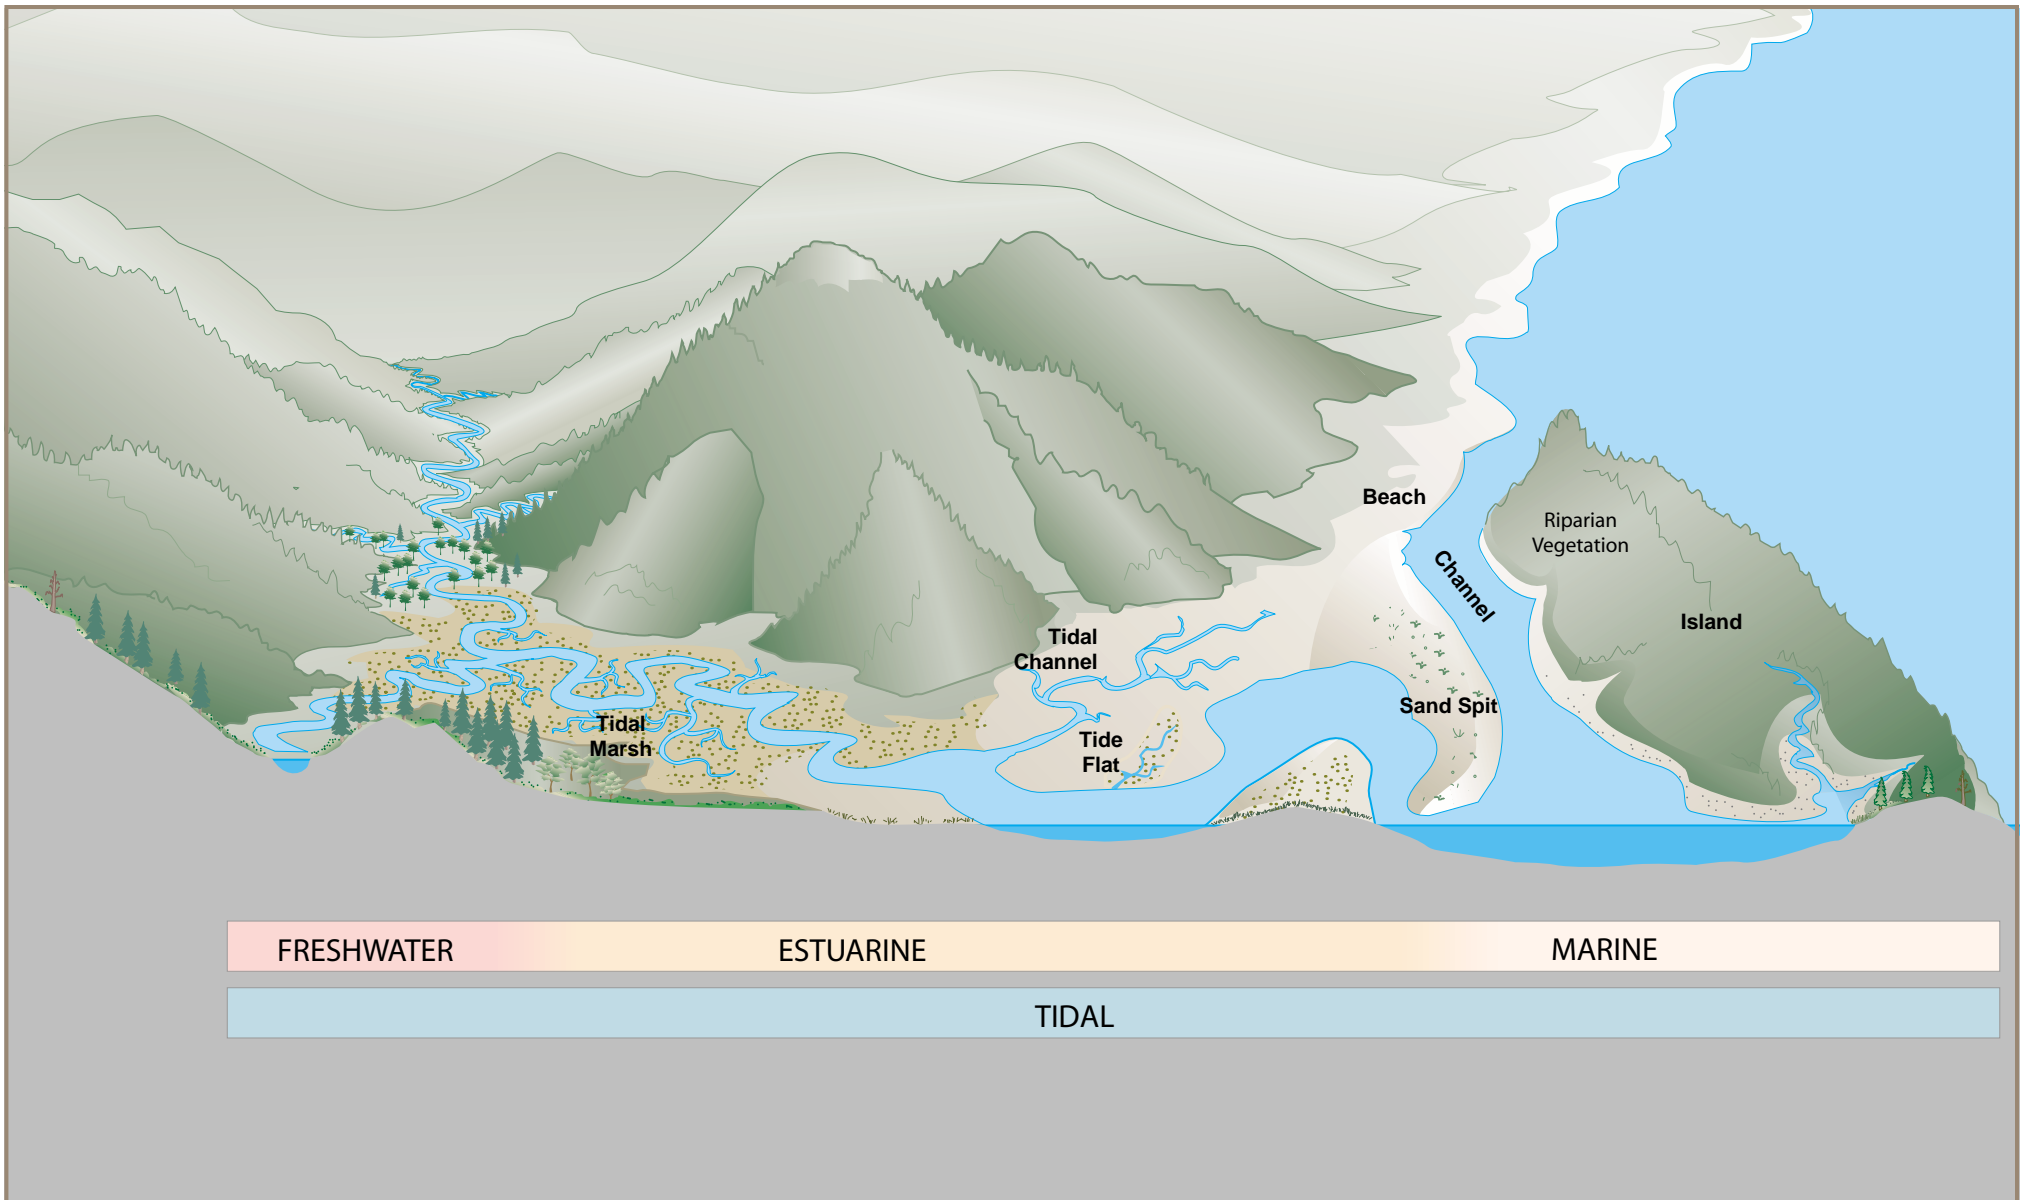 Beach
Riparian
Vegetation
Channel
Island
Tidal
Channel
Sand Spit
Tidal
Marsh
Tide
Flat
FRESHWATER
ESTUARINE
MARINE
TIDAL